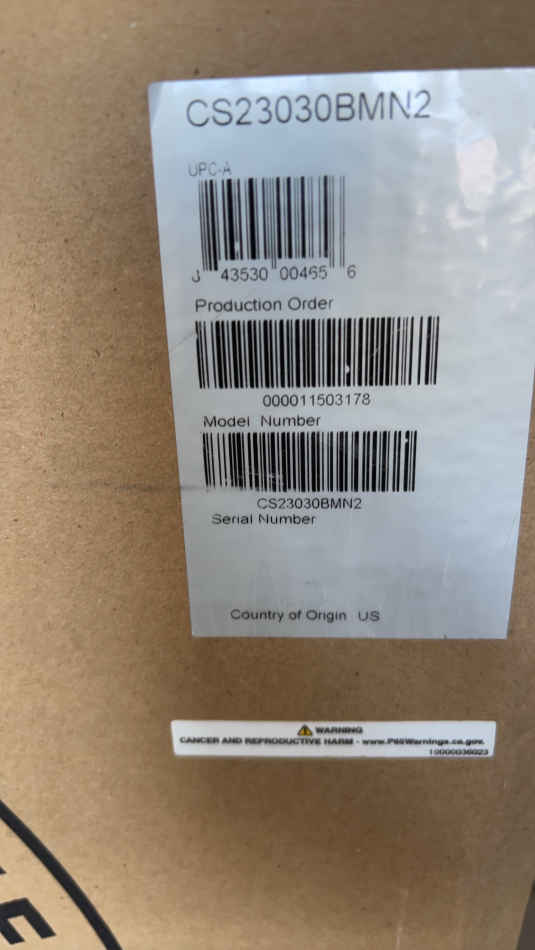 CS23030BMN2
UPC-A
43530 00465 6
Production Order
000011503178
Model Number
CS23030BMN2
Serial Number
Country of Origin US
⚠ WARNING
CANCER AND REPRODUCTIVE HARM - www.P65Warnings.ca.gov.
10000036023